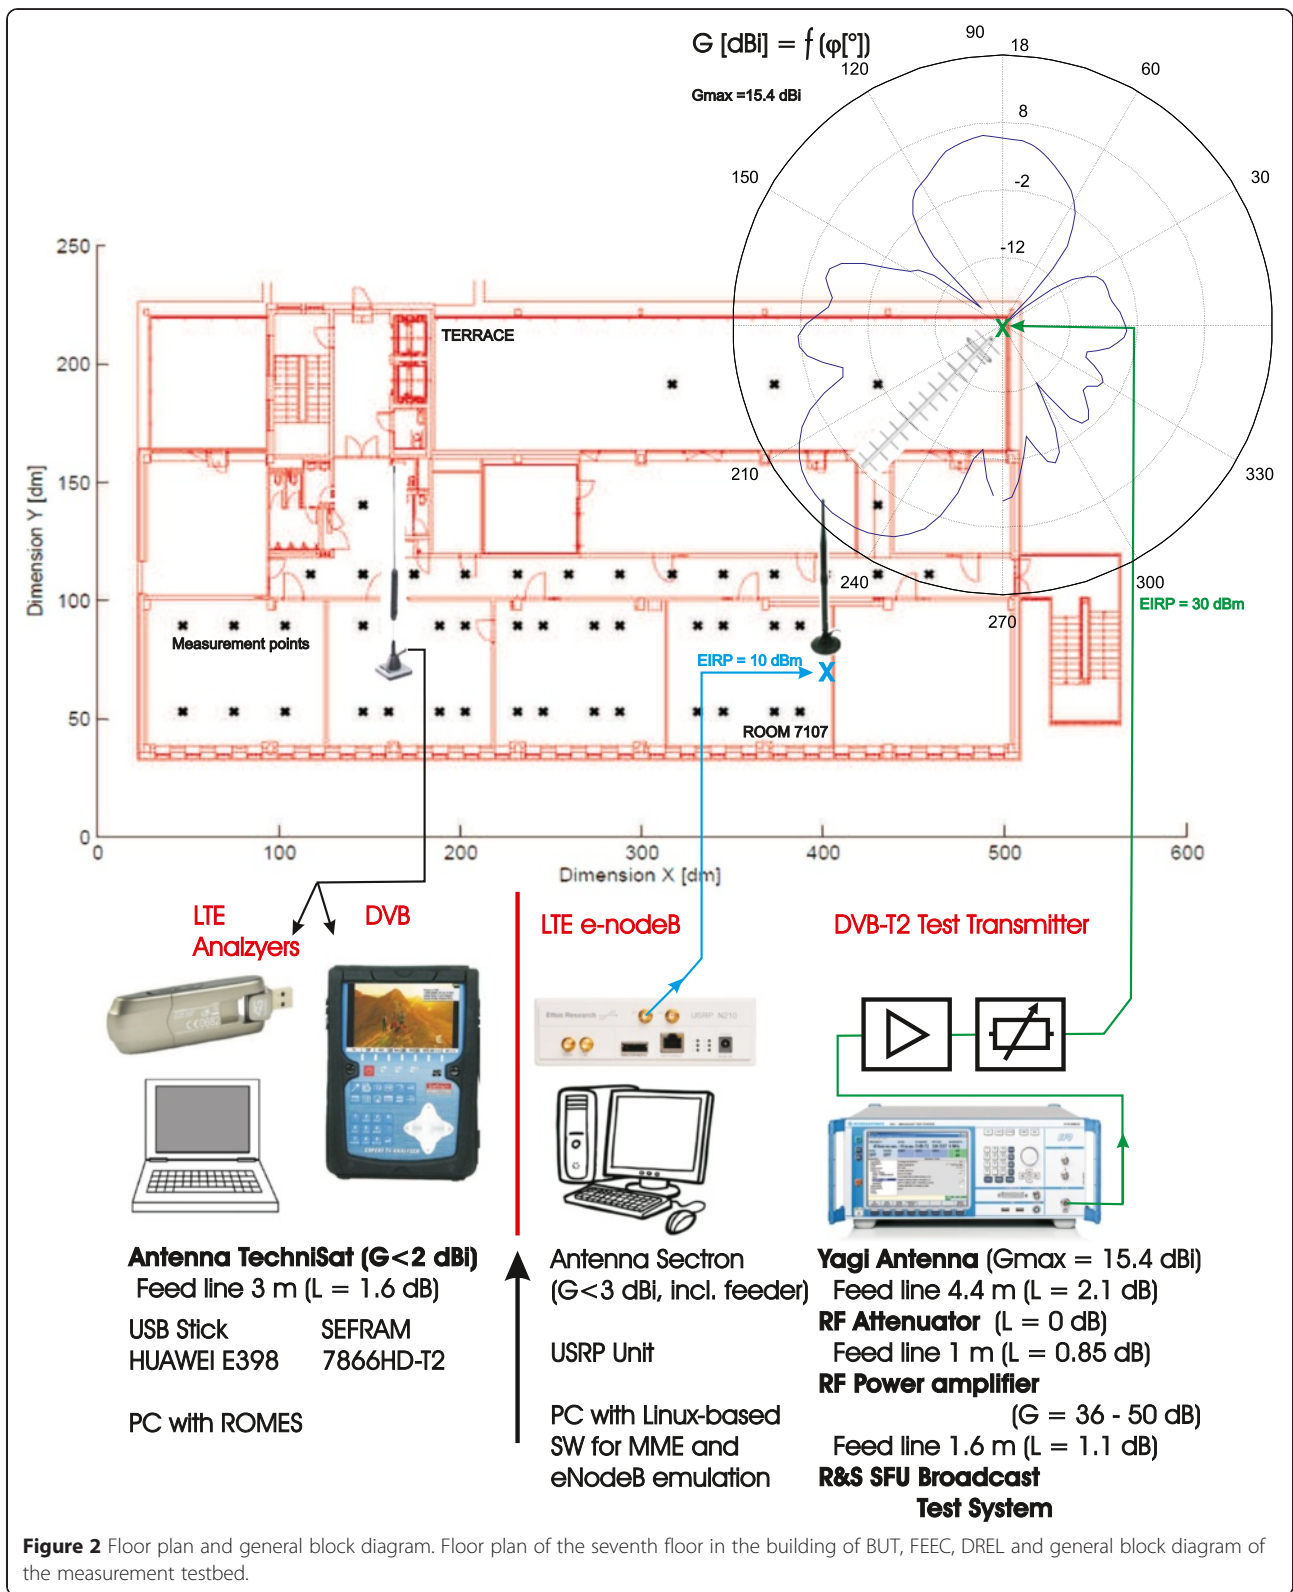 G [dBi] = f (φ[°])
Gmax =15.4 dBi
90
18
120
60
8
150
30
-2
-12
210
330
240
300
270
EIRP = 30 dBm
250
200
150
100
50
0
Dimension Y [dm]
TERRACE
Measurement points
EIRP = 10 dBm
X
X
ROOM 7107
0
100
200
300
400
500
600
Dimension X [dm]
LTE
Analzyers
DVB
LTE e-nodeB
DVB-T2 Test Transmitter
Ettus Research
USRP N210
EXPERT TV ANALYZER
SFU
Antenna TechniSat (G<2 dBi)
Feed line 3 m (L = 1.6 dB)
USB Stick
HUAWEI E398
SEFRAM
7866HD-T2
PC with ROMES
Antenna Sectron
(G<3 dBi, incl. feeder)
USRP Unit
PC with Linux-based
SW for MME and
eNodeB emulation
Yagi Antenna (Gmax = 15.4 dBi)
Feed line 4.4 m (L = 2.1 dB)
RF Attenuator (L = 0 dB)
Feed line 1 m (L = 0.85 dB)
RF Power amplifier
(G = 36 - 50 dB)
Feed line 1.6 m (L = 1.1 dB)
R&S SFU Broadcast
Test System
Figure 2 Floor plan and general block diagram. Floor plan of the seventh floor in the building of BUT, FEEC, DREL and general block diagram of
the measurement testbed.